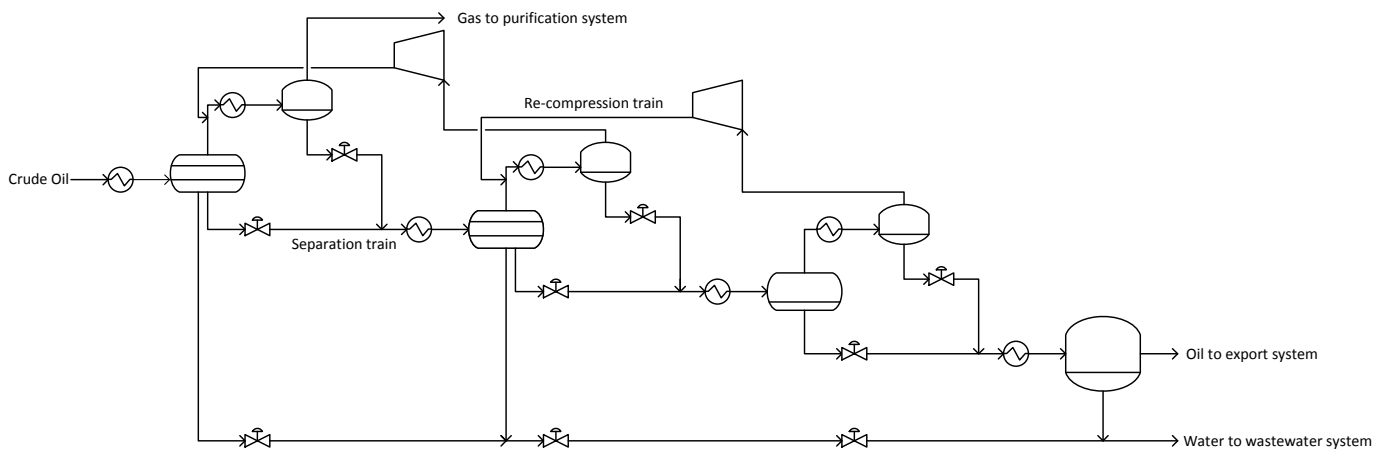 Gas to purification system
Re-compression train
Crude Oil
Separation train
Oil to export system
Water to wastewater system